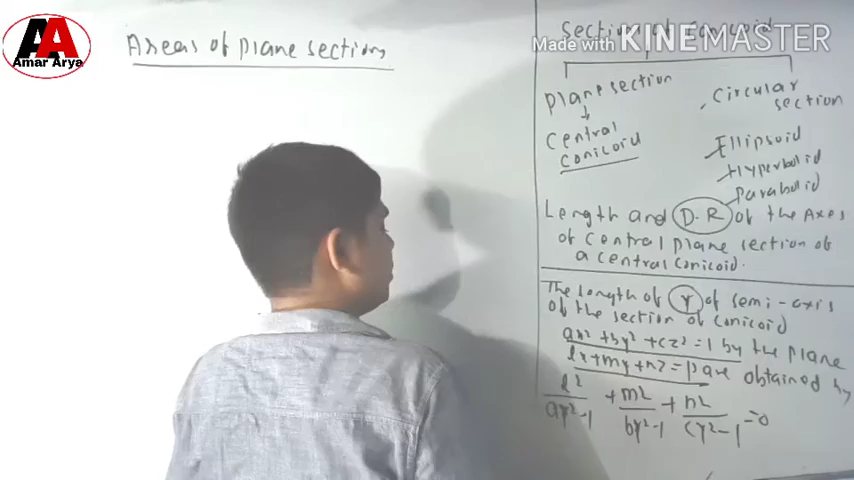 AA
Amar Arya
Areas of plane sections
Section of Conicoid
Made with KINEMASTER
Plane section
Circular
section
Central
conicoid
Ellipsoid
Hyperboloid
Paraboloid
Length and D.R of the Axes
of central plane section of
a central conicoid.
The length of r of semi-axis
of the section of conicoid
ax² + by² + cz² = 1 by the plane
lx+my+nz=p are obtained by
l²/(ar²-1) + m²/(br²-1) + n²/(cr²-1) = 0